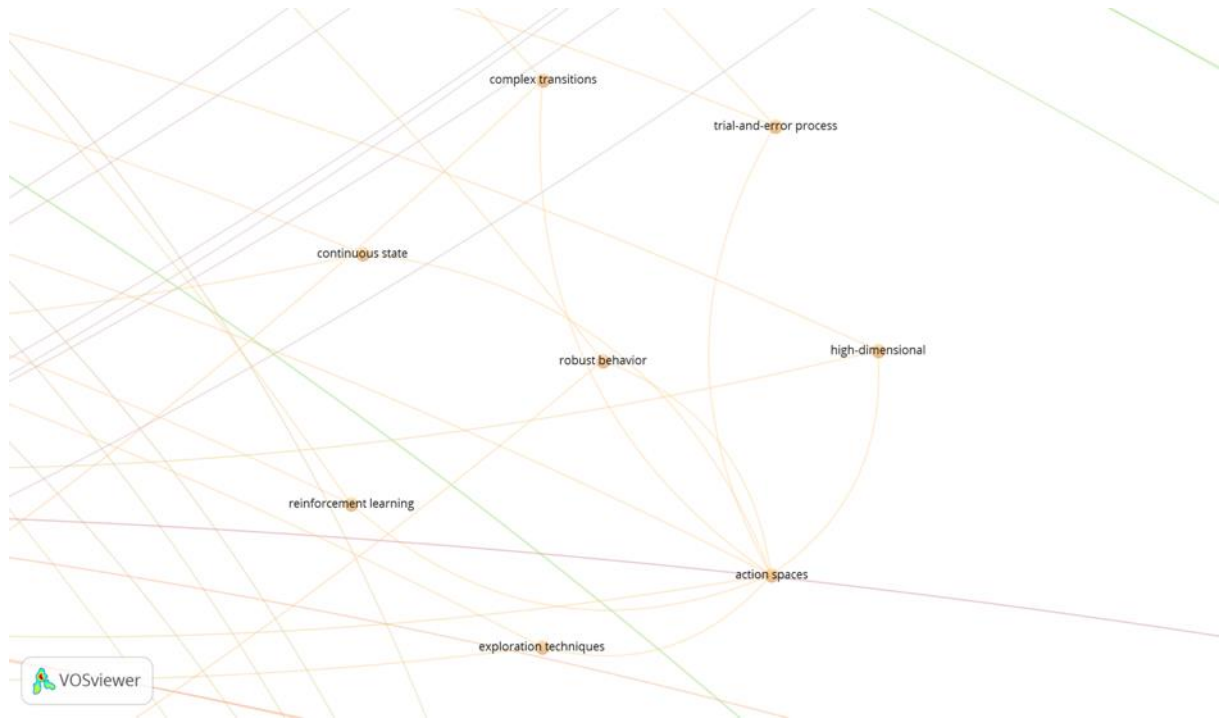 complex transitions
trial-and-error process
continuous state
high-dimensional
robust behavior
reinforcement learning
action spaces
exploration techniques
VOSviewer